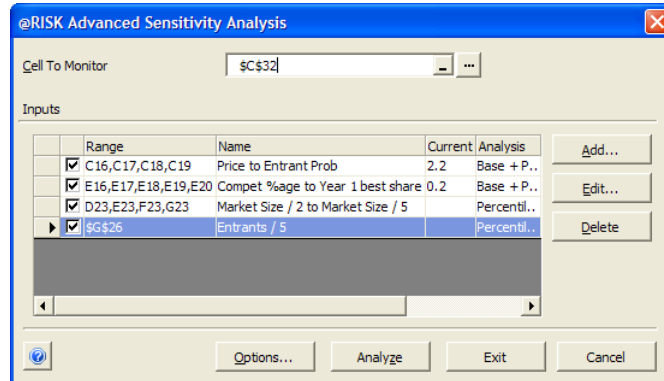 @RISK Advanced Sensitivity Analysis
Cell To Monitor $C$32
Inputs
Range Name Current Analysis
C16,C17,C18,C19 Price to Entrant Prob 2.2 Base + P..
E16,E17,E18,E19,E20 Compet %age to Year 1 best share 0.2 Base + P..
D23,E23,F23,G23 Market Size / 2 to Market Size / 5 Percentil..
$G$26 Entrants / 5 Percentil..
Add...
Edit...
Delete
Options... Analyze Exit Cancel